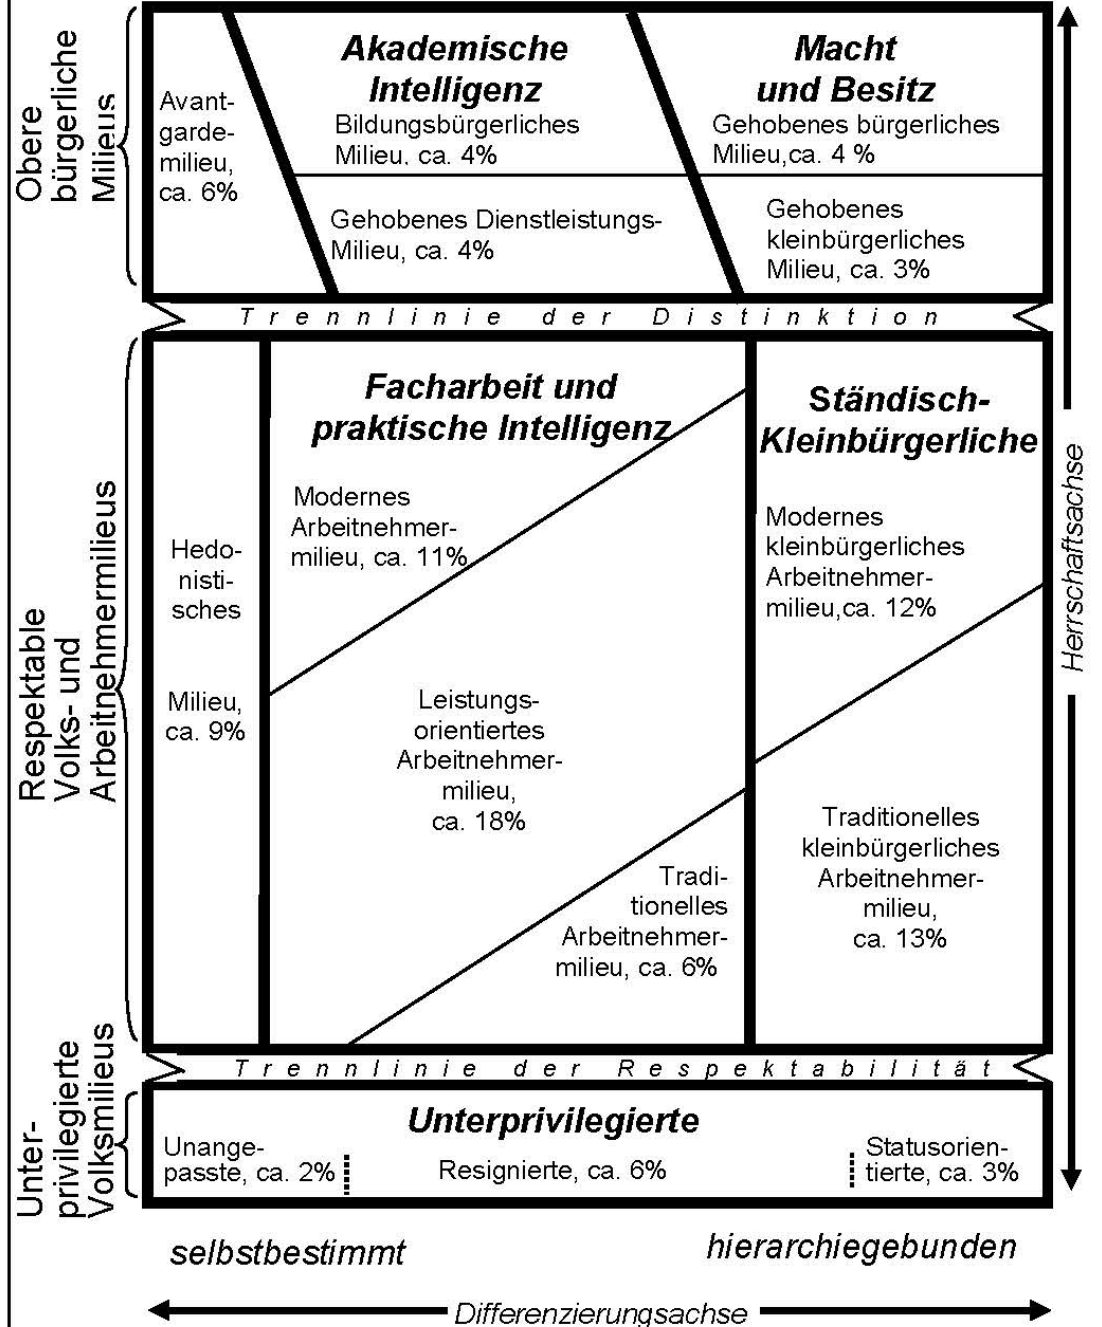 Obere
bürgerliche
Milieus
Avant-
garde-
milieu,
ca. 6%
Akademische
Intelligenz
Bildungsbürgerliches
Milieu. ca. 4%
Gehobenes Dienstleistungs-
Milieu, ca. 4%
Macht
und Besitz
Gehobenes bürgerliches
Milieu,ca. 4 %
Gehobenes
kleinbürgerliches
Milieu, ca. 3%
Trennlinie der Distinktion
Respektable
Volks- und
Arbeitnehmermilieus
Hedo-
nisti-
sches
Milieu,
ca. 9%
Facharbeit und
praktische Intelligenz
Modernes
Arbeitnehmer-
milieu, ca. 11%
Leistungs-
orientiertes
Arbeitnehmer-
milieu,
ca. 18%
Tradi-
tionelles
Arbeitnehmer-
milieu, ca. 6%
Ständisch-
Kleinbürgerliche
Modernes
kleinbürgerliches
Arbeitnehmer-
milieu,ca. 12%
Traditionelles
kleinbürgerliches
Arbeitnehmer-
milieu,
ca. 13%
Trennlinie der Respektabilität
Unter-
privilegierte
Volksmilieus
Unterprivilegierte
Unange-
passte, ca. 2%
Resignierte, ca. 6%
Statusorien-
tierte, ca. 3%
Herrschaftsachse
selbstbestimmt
hierarchiegebunden
Differenzierungsachse